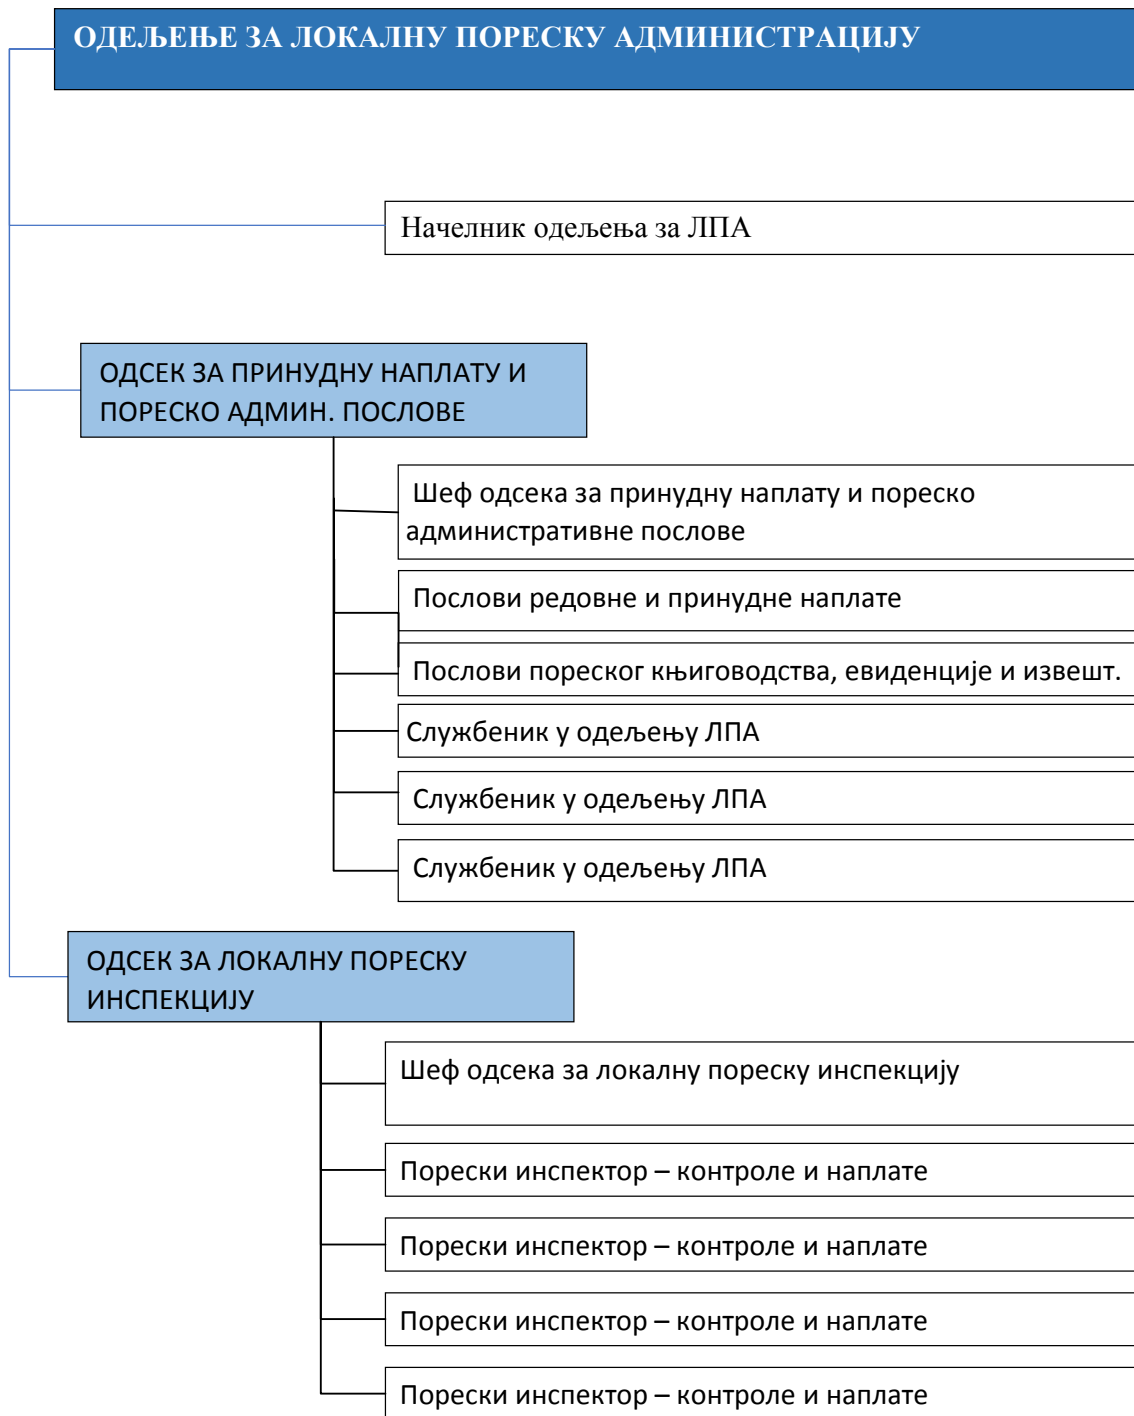 ОДЕЉЕЊЕ ЗА ЛОКАЛНУ ПОРЕСКУ АДМИНИСТРАЦИЈУ
Начелник одељења за ЛПА
ОДСЕК ЗА ПРИНУДНУ НАПЛАТУ И
ПОРЕСКО АДМИН. ПОСЛОВЕ
Шеф одсека за принудну наплату и пореско
административне послове
Послови редовне и принудне наплате
Послови пореског књиговодства, евиденције и извешт.
Службеник у одељењу ЛПА
Службеник у одељењу ЛПА
Службеник у одељењу ЛПА
ОДСЕК ЗА ЛОКАЛНУ ПОРЕСКУ
ИНСПЕКЦИЈУ
Шеф одсека за локалну пореску инспекцију
Порески инспектор – контроле и наплате
Порески инспектор – контроле и наплате
Порески инспектор – контроле и наплате
Порески инспектор – контроле и наплате